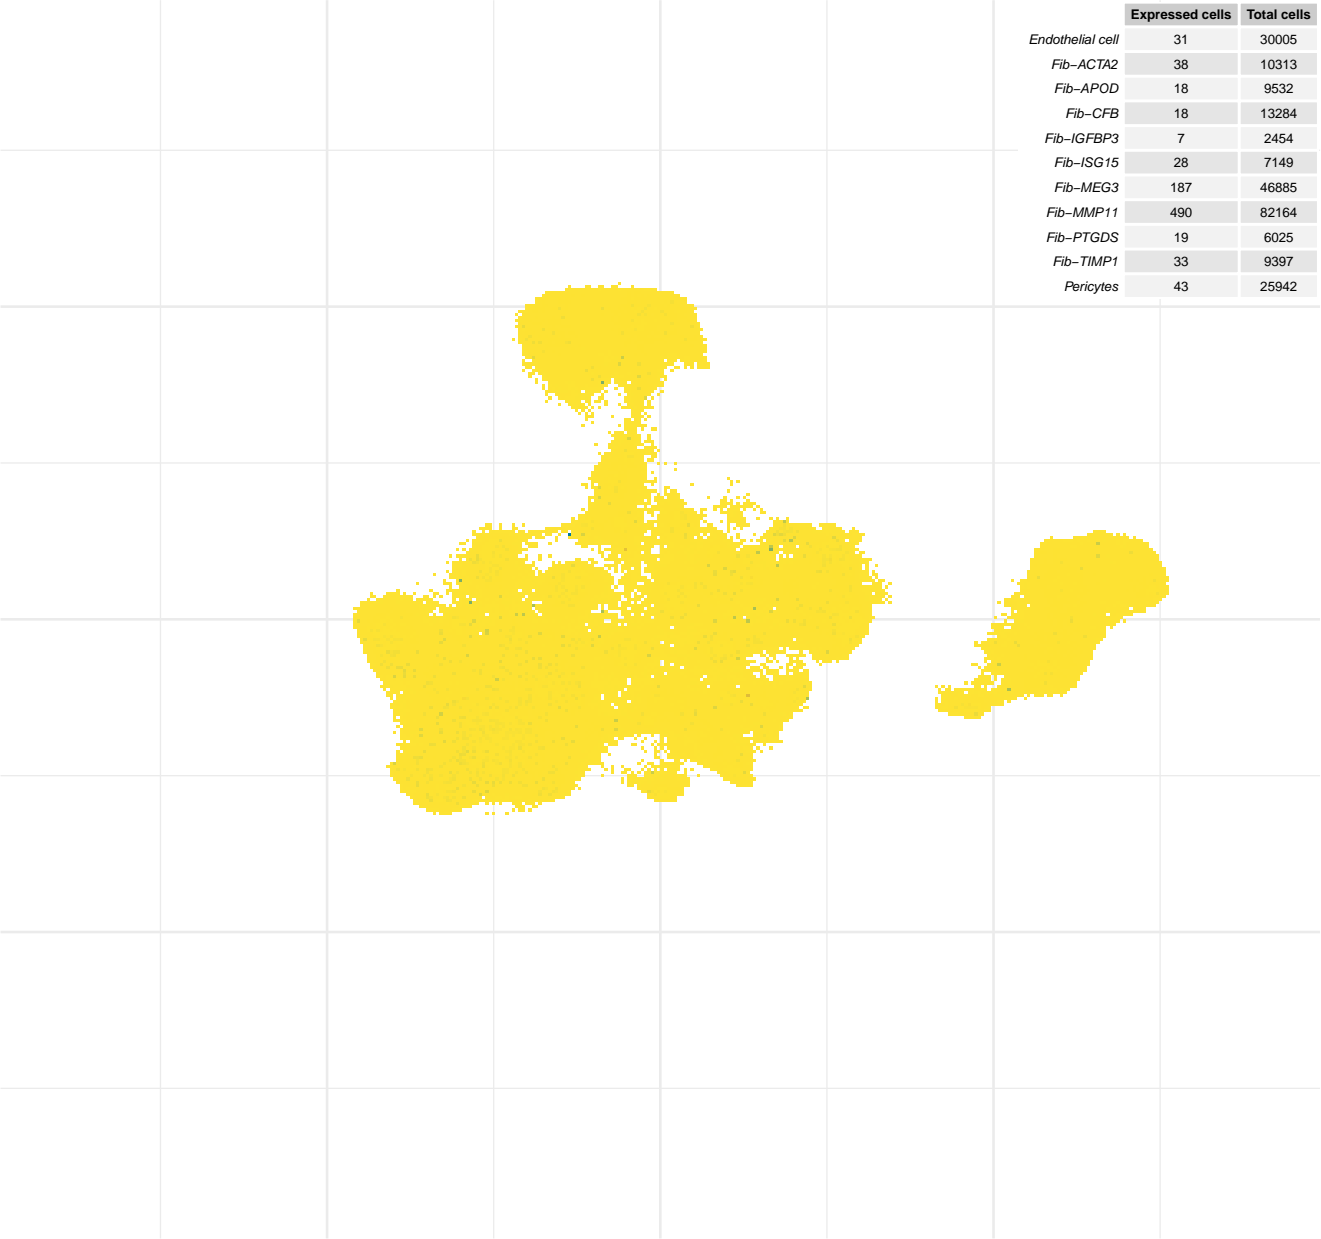 Expressed cells Total cells
Endothelial cell 31 30005
Fib−ACTA2 38 10313
Fib−APOD 18 9532
Fib−CFB 18 13284
Fib−IGFBP3 7 2454
Fib−ISG15 28 7149
Fib−MEG3 187 46885
Fib−MMP11 490 82164
Fib−PTGDS 19 6025
Fib−TIMP1 33 9397
Pericytes 43 25942